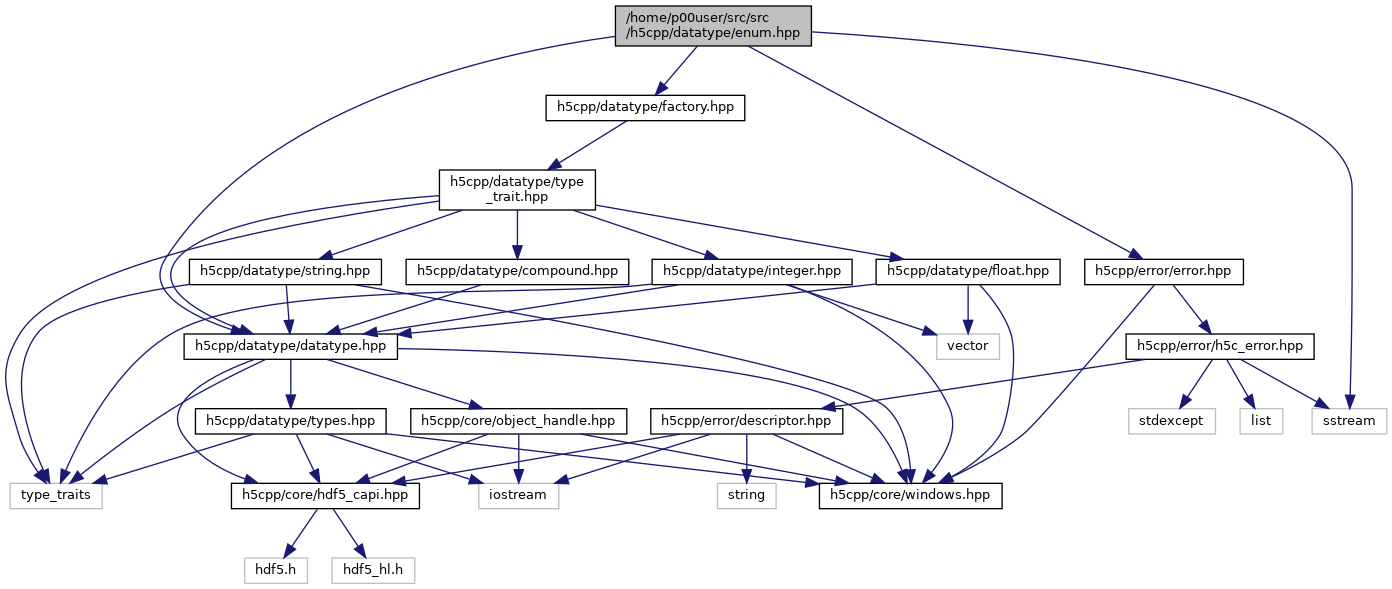 /home/p00user/src/src
/h5cpp/datatype/enum.hpp
h5cpp/datatype/factory.hpp
h5cpp/datatype/type
_trait.hpp
h5cpp/datatype/string.hpp
h5cpp/datatype/compound.hpp
h5cpp/datatype/integer.hpp
h5cpp/datatype/float.hpp
h5cpp/error/error.hpp
h5cpp/datatype/datatype.hpp
vector
h5cpp/error/h5c_error.hpp
h5cpp/datatype/types.hpp
h5cpp/core/object_handle.hpp
h5cpp/error/descriptor.hpp
stdexcept
list
sstream
type_traits
h5cpp/core/hdf5_capi.hpp
iostream
string
h5cpp/core/windows.hpp
hdf5.h
hdf5_hl.h